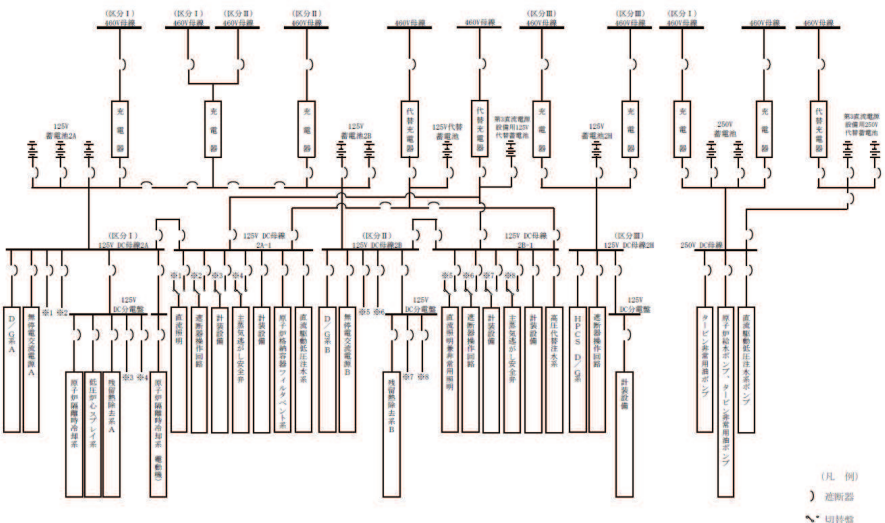 (区分Ⅰ)
460V母線
(区分Ⅰ)
460V母線
(区分Ⅱ)
460V母線
(区分Ⅱ)
460V母線
460V母線
460V母線
(区分Ⅲ)
460V母線
(区分Ⅲ)
460V母線
(区分Ⅰ)
460V母線
460V母線
460V母線
充電器
充電器
充電器
代替充電器
代替充電器
充電器
充電器
充電器
充電器
代替充電器
125V
蓄電池2A
125V
蓄電池2B
125V代替
蓄電池
第3直流電源
設備用125V
代替蓄電池
125V
蓄電池2H
250V
蓄電池
第3直流電源
設備用250V
代替蓄電池
(区分Ⅰ)
125V DC母線2A
125V DC母線
2A-1
(区分Ⅱ)
125V DC母線2B
125V DC母線
2B-1
(区分Ⅲ)
125V DC母線2H
250V DC母線
※1
※2
※3
※4
※5
※6
※7
※8
※1
※2
125V
DC分電盤
※3
※4
※5
※6
125V
DC分電盤
※7
※8
125V
DC分電盤
D/G系A
無停電交流電源A
原子炉隔離時冷却系
低圧炉心スプレイ系
残留熱除去系A
原子炉隔離時冷却系(電動機)
直流照明
遮断器操作回路
計装設備
主蒸気逃がし安全弁
計装設備
原子炉格納容器フィルタベント系
直流駆動低圧注水系
D/G系B
無停電交流電源B
残留熱除去系B
直流照明兼非常用照明
遮断器操作回路
計装設備
主蒸気逃がし安全弁
計装設備
高圧代替注水系
HPCS D/G系
遮断器操作回路
計装設備
タービン非常用油ポンプ
原子炉給水ポンプ、タービン非常用油ポンプ
直流駆動低圧注水系ポンプ
(凡 例)
遮断器
切替盤